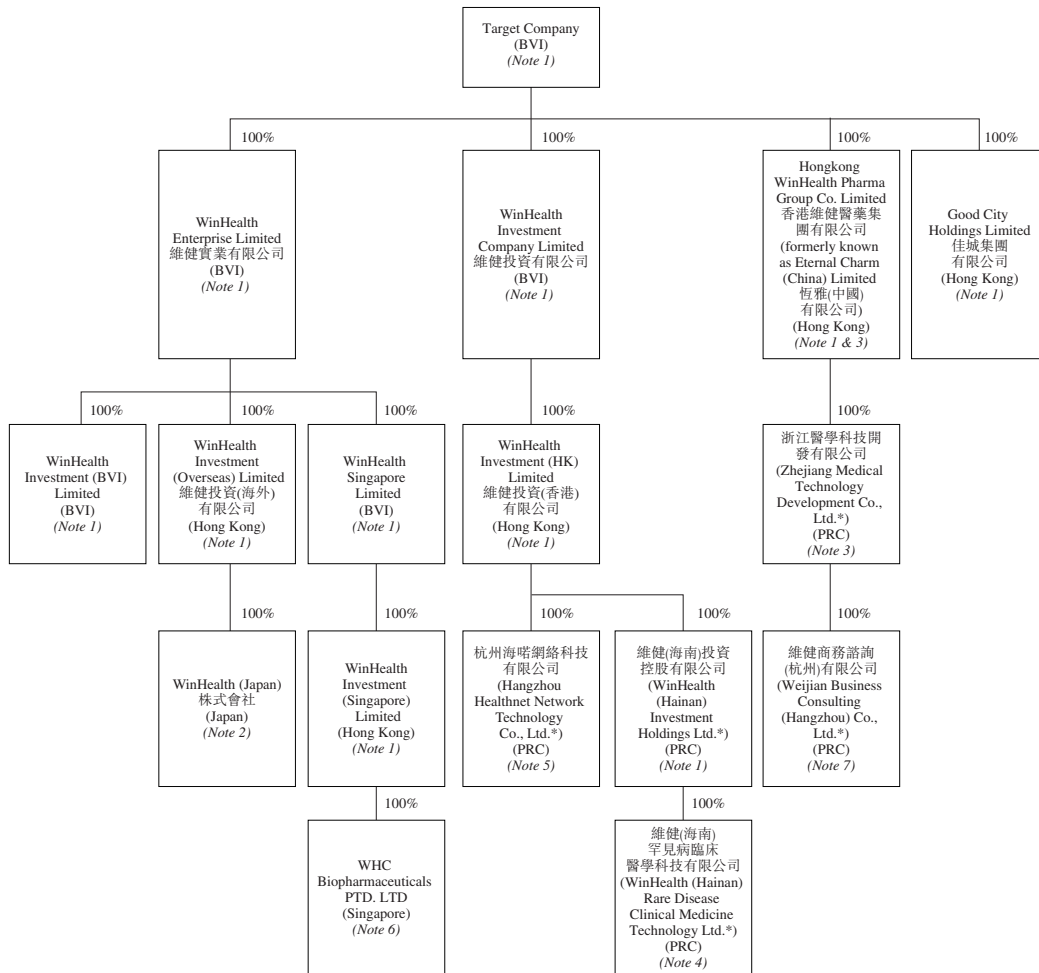 Target Company
(BVI)
(Note 1)
100%
100%
100%
100%
WinHealth
Enterprise Limited
維健實業有限公司
(BVI)
(Note 1)
WinHealth
Investment
Company Limited
維健投資有限公司
(BVI)
(Note 1)
Hongkong
WinHealth Pharma
Group Co. Limited
香港維健醫藥集
團有限公司
(formerly known
as Eternal Charm
(China) Limited
恆雅(中國)
有限公司)
(Hong Kong)
(Note 1 & 3)
Good City
Holdings Limited
佳城集團
有限公司
(Hong Kong)
(Note 1)
100%
100%
100%
100%
100%
WinHealth
Investment (BVI)
Limited
(BVI)
(Note 1)
WinHealth
Investment
(Overseas) Limited
維健投資(海外)
有限公司
(Hong Kong)
(Note 1)
WinHealth
Singapore
Limited
(BVI)
(Note 1)
WinHealth
Investment (HK)
Limited
維健投資(香港)
有限公司
(Hong Kong)
(Note 1)
浙江醫學科技開
發有限公司
(Zhejiang Medical
Technology
Development Co.,
Ltd.*)
(PRC)
(Note 3)
100%
100%
100%
100%
100%
WinHealth (Japan)
株式會社
(Japan)
(Note 2)
WinHealth
Investment
(Singapore)
Limited
(Hong Kong)
(Note 1)
杭州海喏網絡科技
有限公司
(Hangzhou
Healthnet Network
Technology
Co., Ltd.*)
(PRC)
(Note 5)
維健(海南)投資
控股有限公司
(WinHealth
(Hainan)
Investment
Holdings Ltd.*)
(PRC)
(Note 1)
維健商務諮詢
(杭州)有限公司
(Weijian Business
Consulting
(Hangzhou) Co.,
Ltd.*)
(PRC)
(Note 7)
100%
100%
WHC
Biopharmaceuticals
PTD. LTD
(Singapore)
(Note 6)
維健(海南)
罕見病臨床
醫學科技有限公司
(WinHealth (Hainan)
Rare Disease
Clinical Medicine
Technology Ltd.*)
(PRC)
(Note 4)